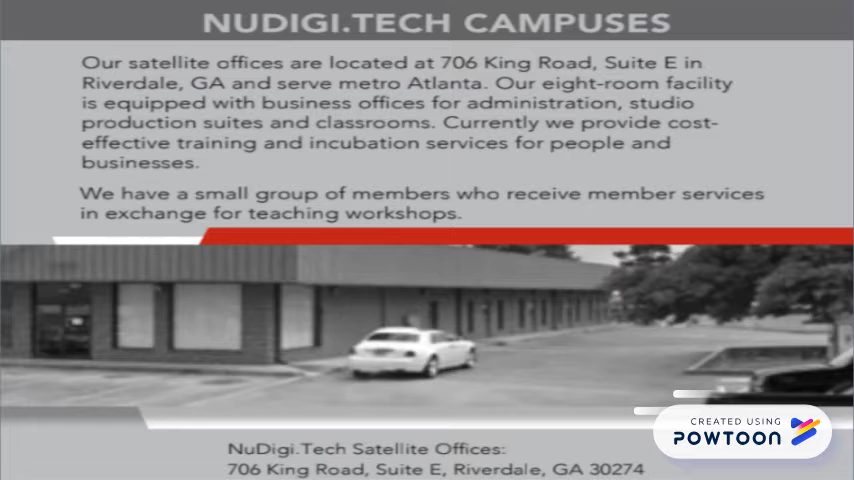 NUDIGI.TECH CAMPUSES
Our satellite offices are located at 706 King Road, Suite E in
Riverdale, GA and serve metro Atlanta. Our eight-room facility
is equipped with business offices for administration, studio
production suites and classrooms. Currently we provide cost-
effective training and incubation services for people and
businesses.
We have a small group of members who receive member services
in exchange for teaching workshops.
CREATED USING
POWTOON
NuDigi.Tech Satellite Offices:
706 King Road, Suite E, Riverdale, GA 30274